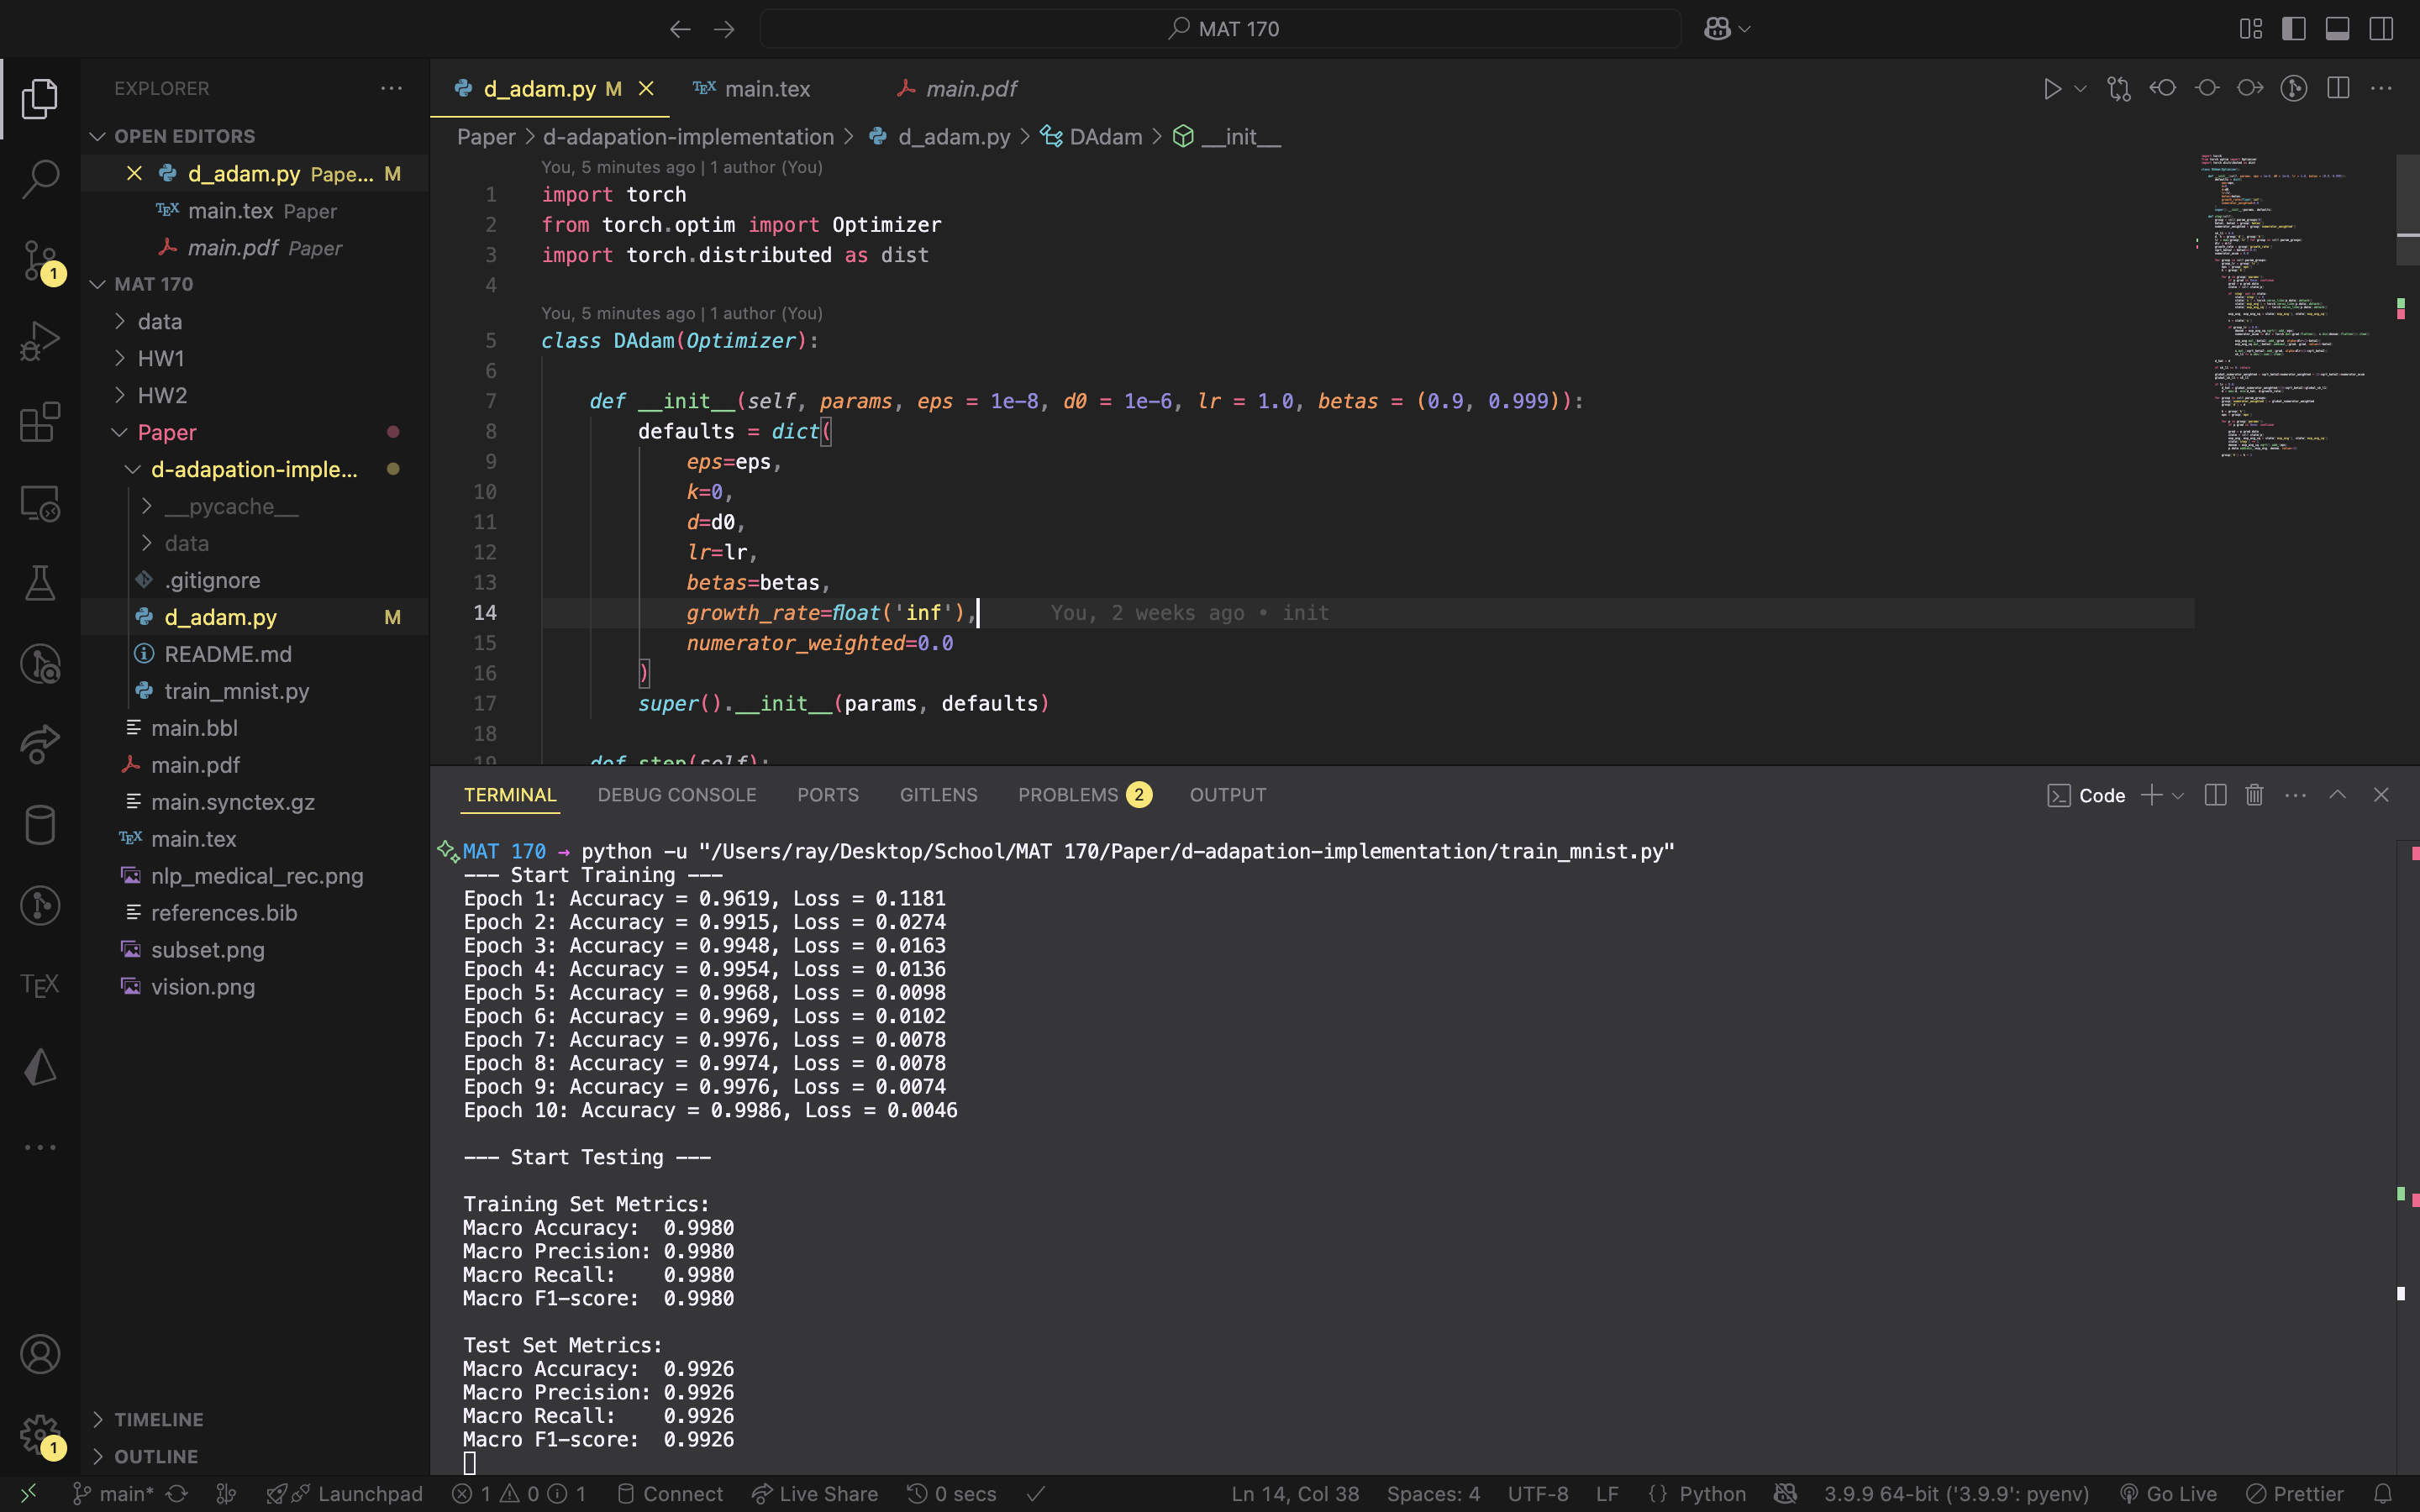 MAT 170
EXPLORER
OPEN EDITORS
d_adam.py Pape... M
main.tex Paper
main.pdf Paper
MAT 170
data
HW1
HW2
Paper
d-adapation-imple...
__pycache__
data
.gitignore
d_adam.py M
README.md
train_mnist.py
main.bbl
main.pdf
main.synctex.gz
main.tex
nlp_medical_rec.png
references.bib
subset.png
vision.png
TIMELINE
OUTLINE
1
TEX
1
d_adam.py M
main.tex
main.pdf
Paper > d-adapation-implementation > d_adam.py > DAdam > __init__
You, 5 minutes ago | 1 author (You)
1 import torch
2 from torch.optim import Optimizer
3 import torch.distributed as dist
4
You, 5 minutes ago | 1 author (You)
5 class DAdam(Optimizer):
6
7 def __init__(self, params, eps = 1e-8, d0 = 1e-6, lr = 1.0, betas = (0.9, 0.999)):
8 defaults = dict(
9 eps=eps,
10 k=0,
11 d=d0,
12 lr=lr,
13 betas=betas,
14 growth_rate=float('inf'), You, 2 weeks ago • init
15 numerator_weighted=0.0
16 )
17 super().__init__(params, defaults)
18
19 def step(self):
TERMINAL DEBUG CONSOLE PORTS GITLENS PROBLEMS 2 OUTPUT
Code
MAT 170 → python -u "/Users/ray/Desktop/School/MAT 170/Paper/d-adapation-implementation/train_mnist.py"
--- Start Training ---
Epoch 1: Accuracy = 0.9619, Loss = 0.1181
Epoch 2: Accuracy = 0.9915, Loss = 0.0274
Epoch 3: Accuracy = 0.9948, Loss = 0.0163
Epoch 4: Accuracy = 0.9954, Loss = 0.0136
Epoch 5: Accuracy = 0.9968, Loss = 0.0098
Epoch 6: Accuracy = 0.9969, Loss = 0.0102
Epoch 7: Accuracy = 0.9976, Loss = 0.0078
Epoch 8: Accuracy = 0.9974, Loss = 0.0078
Epoch 9: Accuracy = 0.9976, Loss = 0.0074
Epoch 10: Accuracy = 0.9986, Loss = 0.0046
--- Start Testing ---
Training Set Metrics:
Macro Accuracy: 0.9980
Macro Precision: 0.9980
Macro Recall: 0.9980
Macro F1-score: 0.9980
Test Set Metrics:
Macro Accuracy: 0.9926
Macro Precision: 0.9926
Macro Recall: 0.9926
Macro F1-score: 0.9926
main* Launchpad 1 0 1 Connect Live Share 0 secs Ln 14, Col 38 Spaces: 4 UTF-8 LF {} Python 3.9.9 64-bit ('3.9.9': pyenv) Go Live Prettier